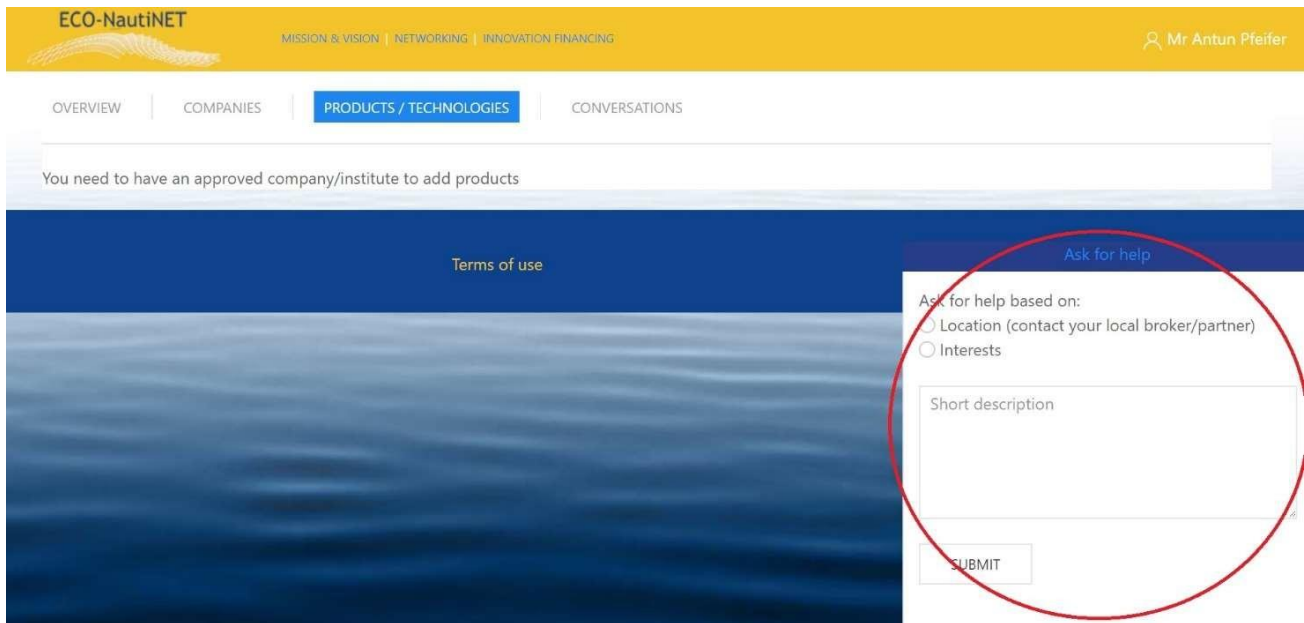 ECO-NautiNET
MISSION & VISION | NETWORKING | INNOVATION FINANCING
Mr Antun Pfeifer
OVERVIEW
COMPANIES
PRODUCTS / TECHNOLOGIES
CONVERSATIONS
You need to have an approved company/institute to add products
Terms of use
Ask for help
Ask for help based on:
Location (contact your local broker/partner)
Interests
Short description
SUBMIT